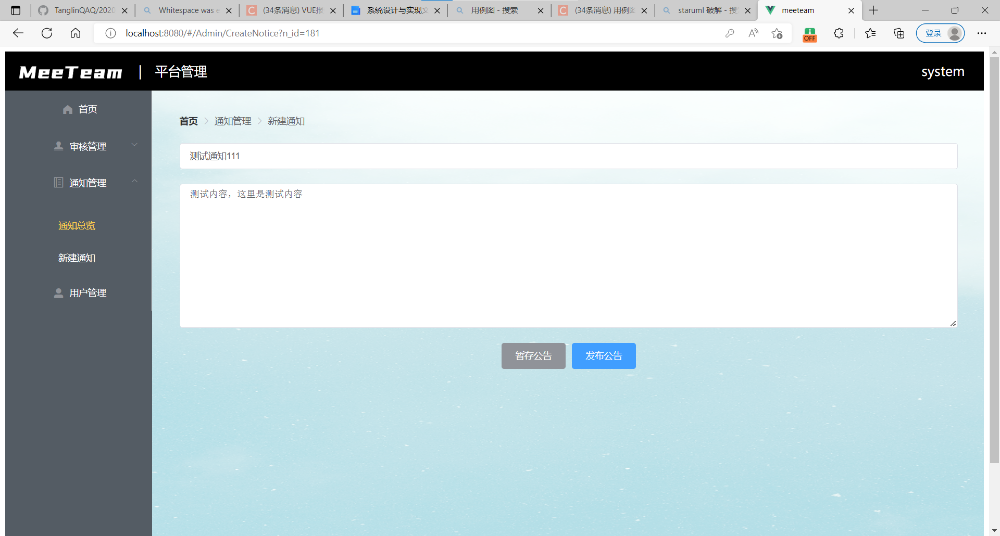 TanglinQAQ/2020
Whitespace was e
(34条消息) VUE报
系统设计与实现文
用例图 - 搜索
(34条消息) 用例图
staruml 破解 - 搜
meeteam
localhost:8080/#/Admin/CreateNotice?n_id=181
OFF
登录
MeeTeam | 平台管理
system
首页
审核管理
通知管理
通知总览
新建通知
用户管理
首页 > 通知管理 > 新建通知
测试通知111
测试内容，这里是测试内容
暂存公告
发布公告